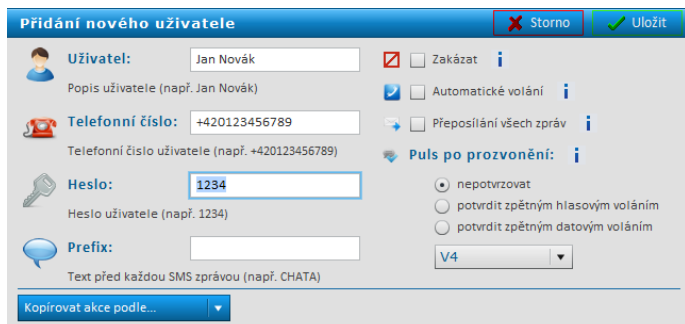 Přidání nového uživatele
Storno
Uložit
Uživatel: Jan Novák
Popis uživatele (např. Jan Novák)
Telefonní číslo: +420123456789
Telefonní čislo uživatele (např. +420123456789)
Heslo: 1234
Heslo uživatele (např. 1234)
Prefix:
Text před každou SMS zprávou (např. CHATA)
Zakázat i
Automatické volání i
Přeposílání všech zpráv i
Puls po prozvonění: i
nepotvrzovat
potvrdit zpětným hlasovým voláním
potvrdit zpětným datovým voláním
V4
Kopírovat akce podle...